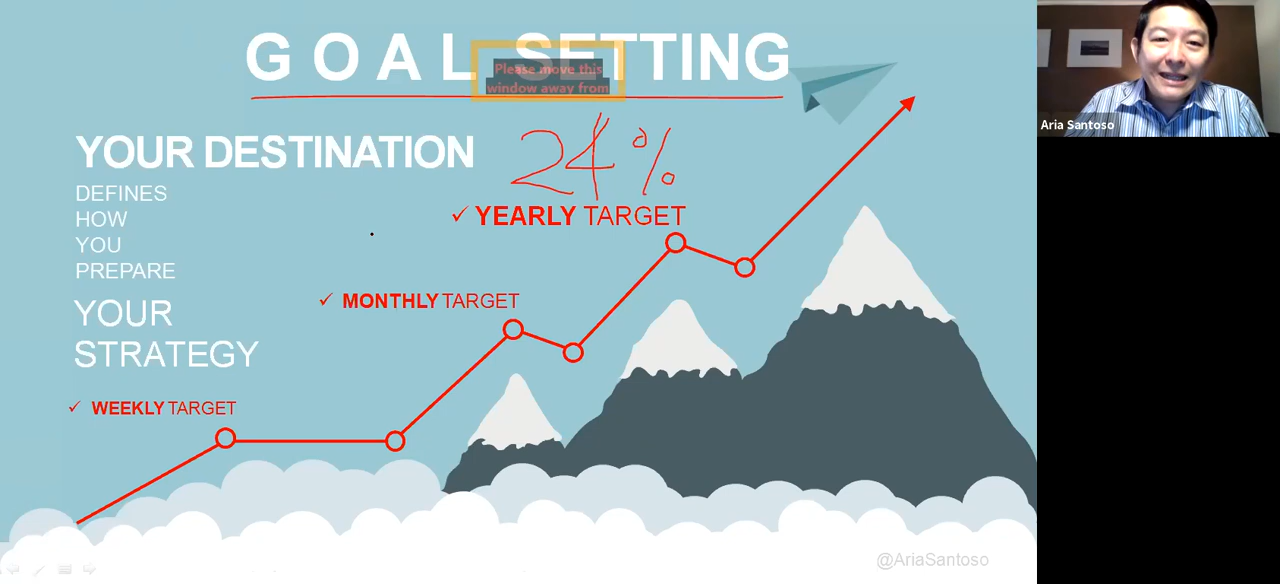 GOAL SETTING
Please move this
window away from
24%
YOUR DESTINATION
DEFINES
HOW
YOU
PREPARE
YOUR
STRATEGY
✓ YEARLY TARGET
✓ MONTHLY TARGET
✓ WEEKLY TARGET
@AriaSantoso
Aria Santoso